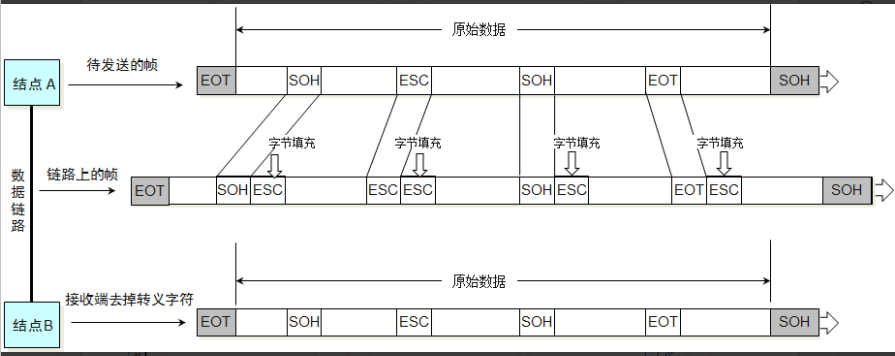 原始数据
结点A
待发送的帧
EOT SOH ESC SOH EOT SOH
字节填充 字节填充 字节填充 字节填充
数据链路
链路上的帧
EOT SOH ESC ESC ESC SOH ESC EOT ESC SOH
原始数据
结点B
接收端去掉转义字符
EOT SOH ESC SOH EOT SOH